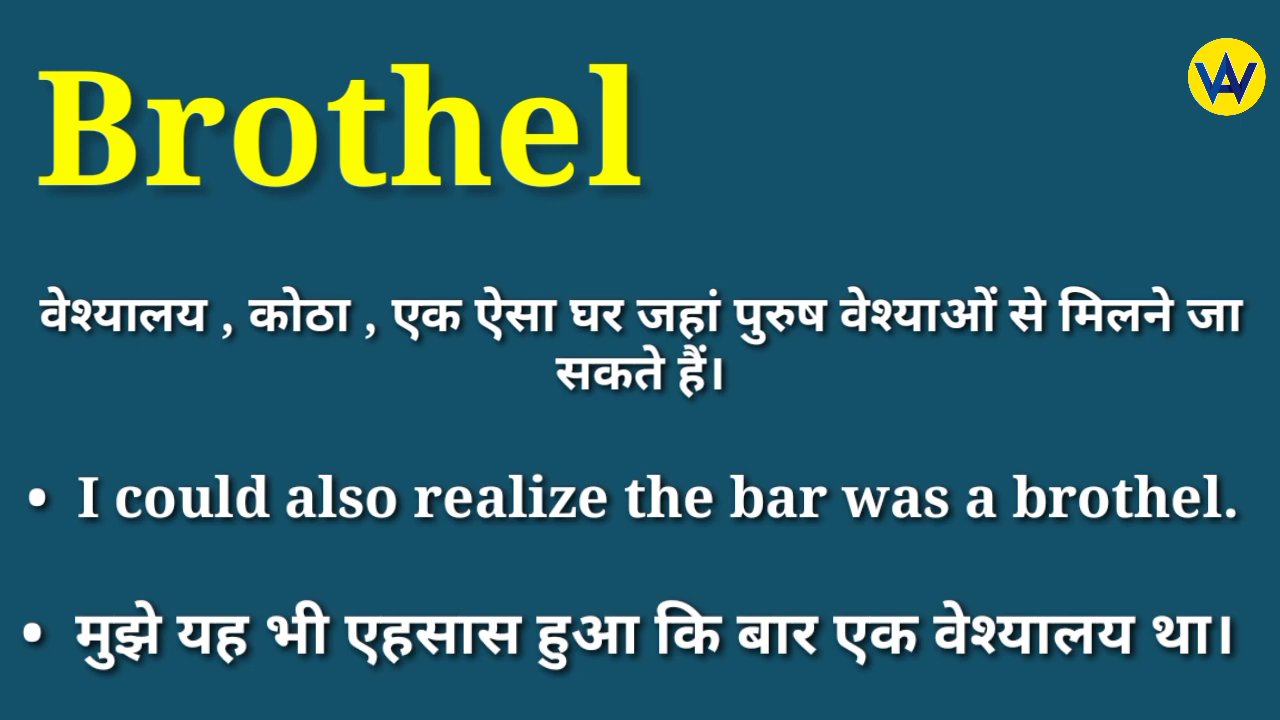 Brothel
वेश्यालय , कोठा , एक ऐसा घर जहां पुरुष वेश्याओं से मिलने जा
सकते हैं।
• I could also realize the bar was a brothel.
• मुझे यह भी एहसास हुआ कि बार एक वेश्यालय था।